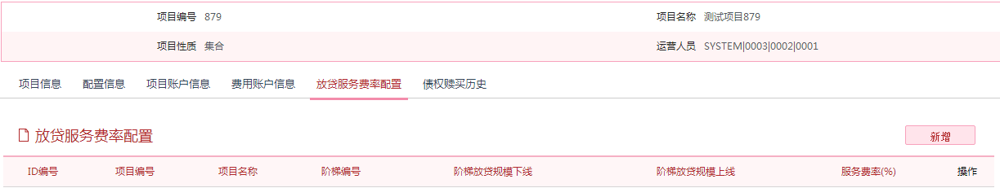 项目编号 879 项目名称 测试项目879
项目性质 集合 运营人员 SYSTEM|0003|0002|0001
项目信息 配置信息 项目账户信息 费用账户信息 放贷服务费率配置 债权赎买历史
放贷服务费率配置 新增
ID编号 项目编号 项目名称 阶梯编号 阶梯放贷规模下线 阶梯放贷规模上线 服务费率(%) 操作